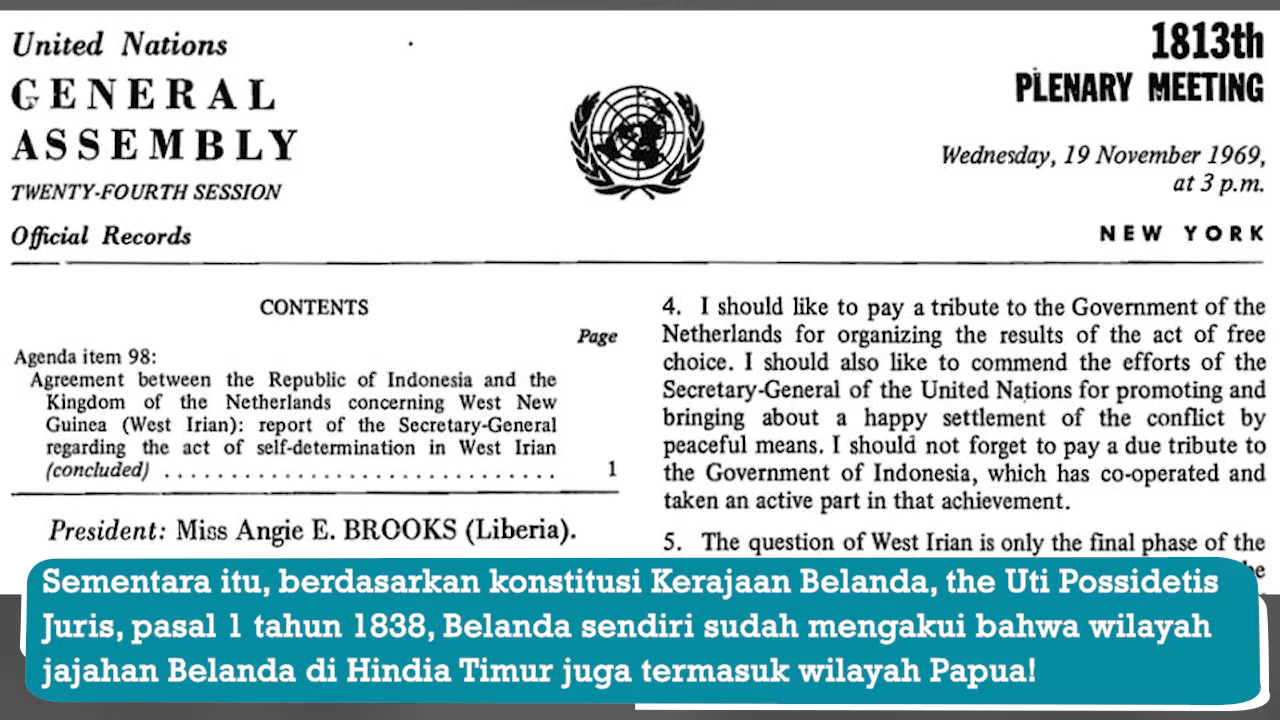 United Nations
GENERAL
ASSEMBLY
TWENTY-FOURTH SESSION
Official Records
1813th
PLENARY MEETING
Wednesday, 19 November 1969,
at 3 p.m.
NEW YORK
CONTENTS
Page
Agenda item 98:
Agreement between the Republic of Indonesia and the
Kingdom of the Netherlands concerning West New
Guinea (West Irian): report of the Secretary-General
regarding the act of self-determination in West Irian
(concluded) . . . . . . . . . . . . . . . . . . . . . . . . . . . . . . 1
President: Miss Angie E. BROOKS (Liberia).
4. I should like to pay a tribute to the Government of the
Netherlands for organizing the results of the act of free
choice. I should also like to commend the efforts of the
Secretary-General of the United Nations for promoting and
bringing about a happy settlement of the conflict by
peaceful means. I should not forget to pay a due tribute to
the Government of Indonesia, which has co-operated and
taken an active part in that achievement.
5. The question of West Irian is only the final phase of the
Sementara itu, berdasarkan konstitusi Kerajaan Belanda, the Uti Possidetis
Juris, pasal 1 tahun 1838, Belanda sendiri sudah mengakui bahwa wilayah
jajahan Belanda di Hindia Timur juga termasuk wilayah Papua!